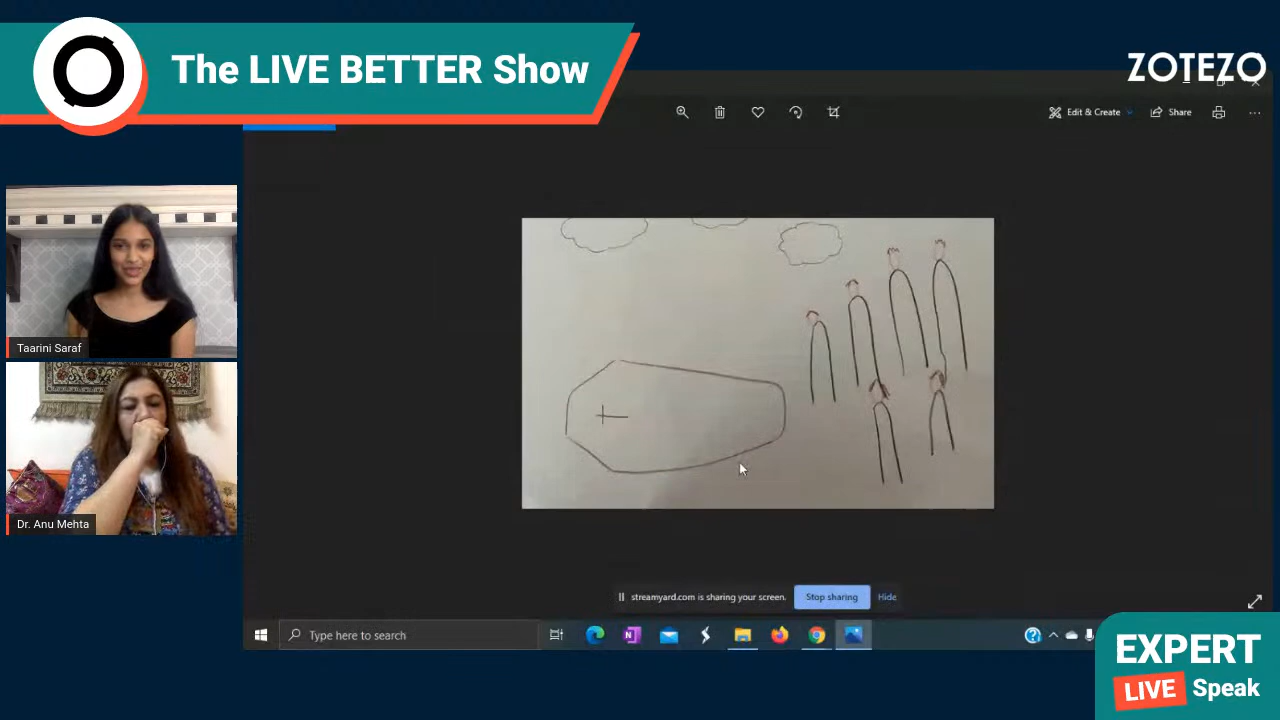 The LIVE BETTER Show
ZOTEZO
Edit & Create
Share
Taarini Saraf
Dr. Anu Mehta
streamyard.com is sharing your screen.
Stop sharing
Hide
Type here to search
EXPERT
LIVE Speak